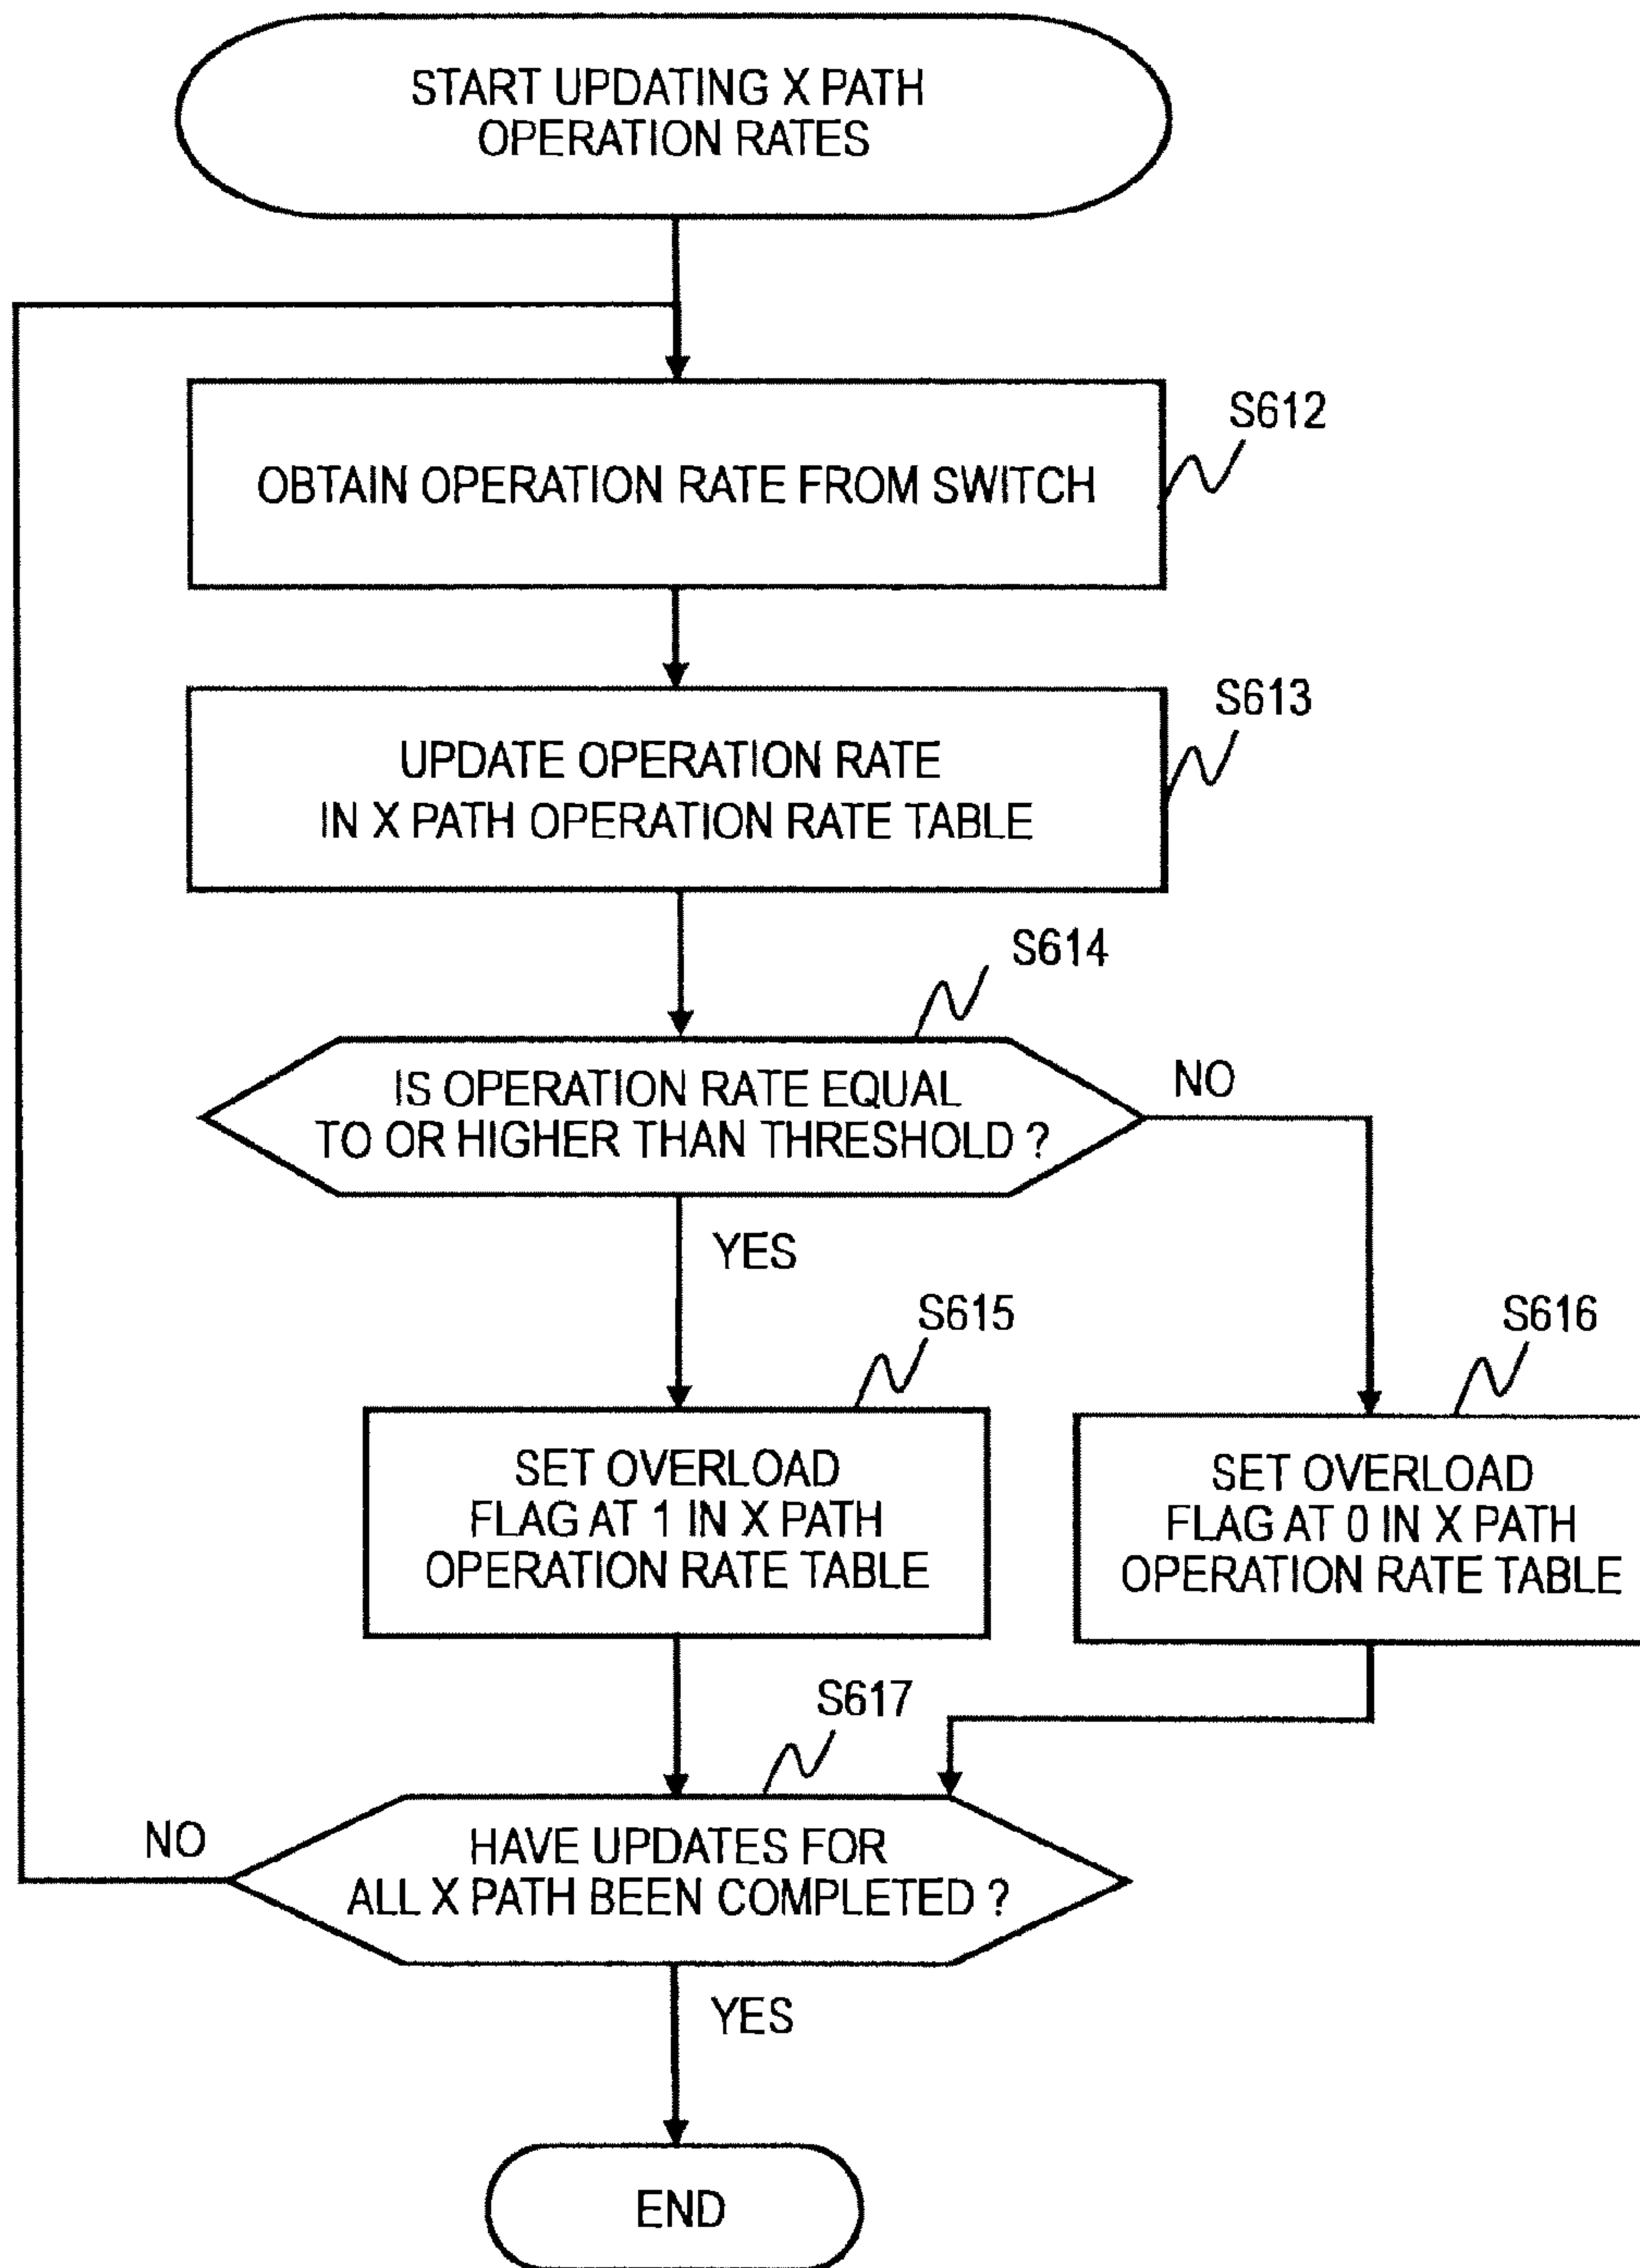 START UPDATING X PATH
OPERATION RATES
S612
OBTAIN OPERATION RATE FROM SWITCH
S613
UPDATE OPERATION RATE
IN X PATH OPERATION RATE TABLE
S614
IS OPERATION RATE EQUAL
TO OR HIGHER THAN THRESHOLD ?
NO
YES
S615
SET OVERLOAD
FLAG AT 1 IN X PATH
OPERATION RATE TABLE
S616
SET OVERLOAD
FLAG AT 0 IN X PATH
OPERATION RATE TABLE
S617
NO
HAVE UPDATES FOR
ALL X PATH BEEN COMPLETED ?
YES
END